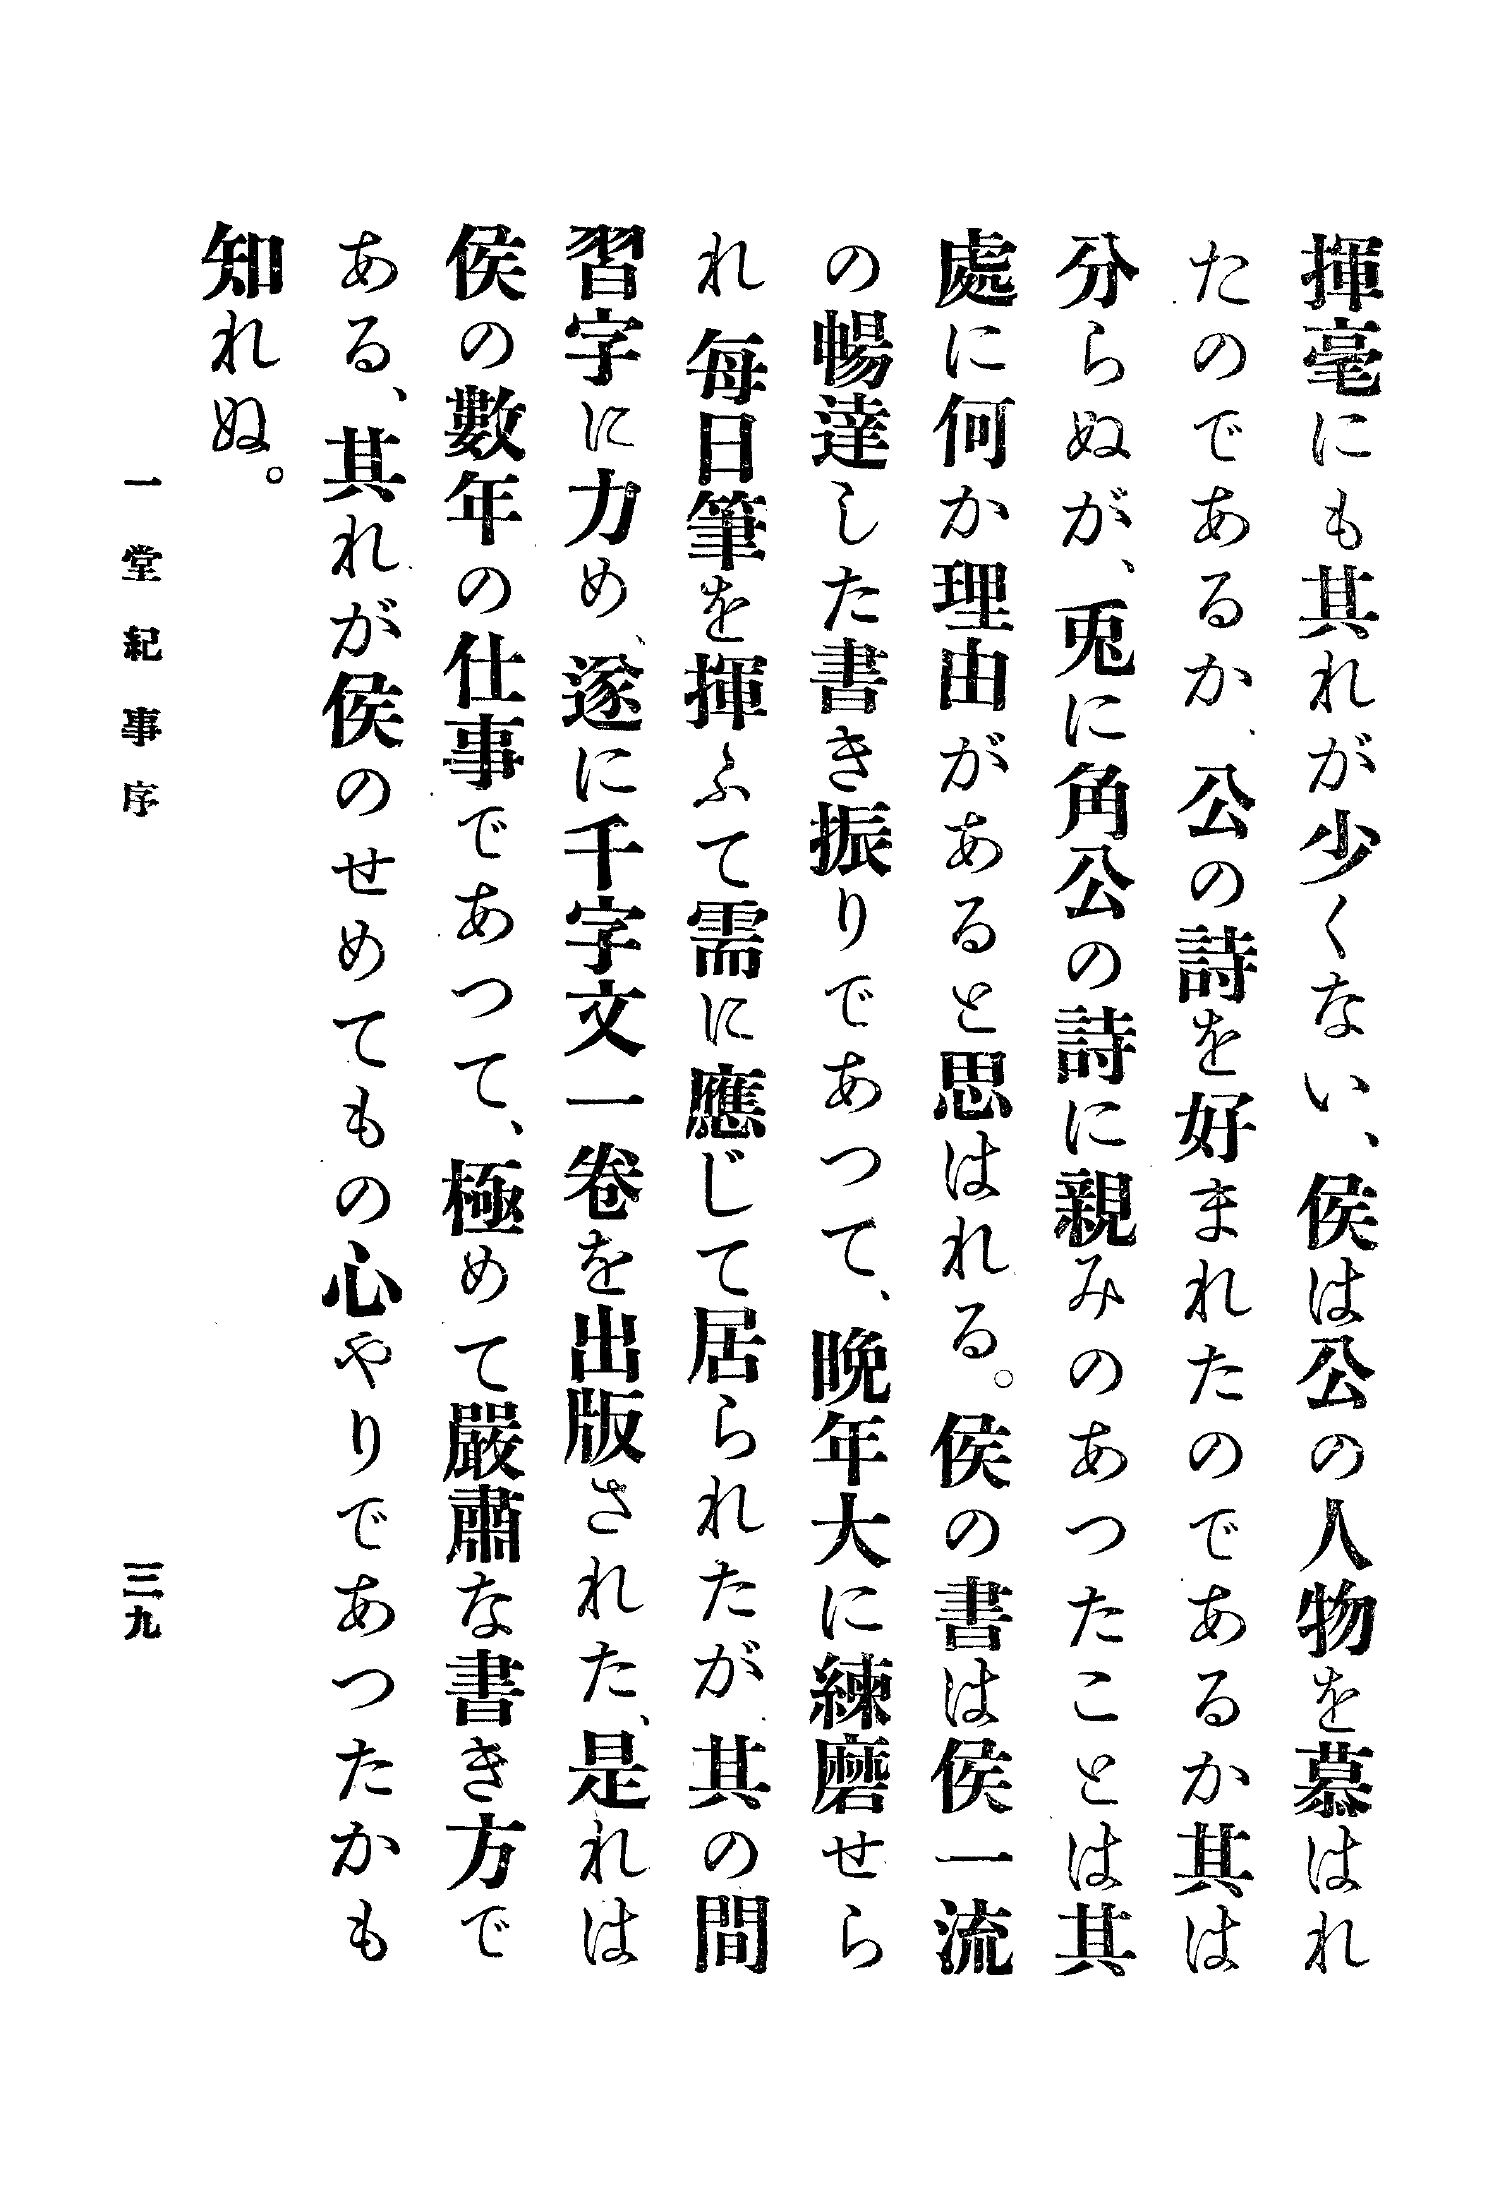 揮毫にも其れが少くない、侯は公の人物を慕はれ
たのであるか、公の詩を好まれたのであるか其は
分らぬが、兎に角公の詩に親みのあつたことは其
處に何か理由があると思はれる。侯の書は侯一流
の暢達した書き振りであつて、晩年大に練磨せら
れ毎日筆を揮ふて需に應じて居られたが其の間
習字に力め、遂に千字文一卷を出版された、是れは
侯の數年の仕事であつて、極めて嚴肅な書き方で
ある、其れが侯のせめてもの心やりであつたかも
知れぬ。
一堂紀事序
三九